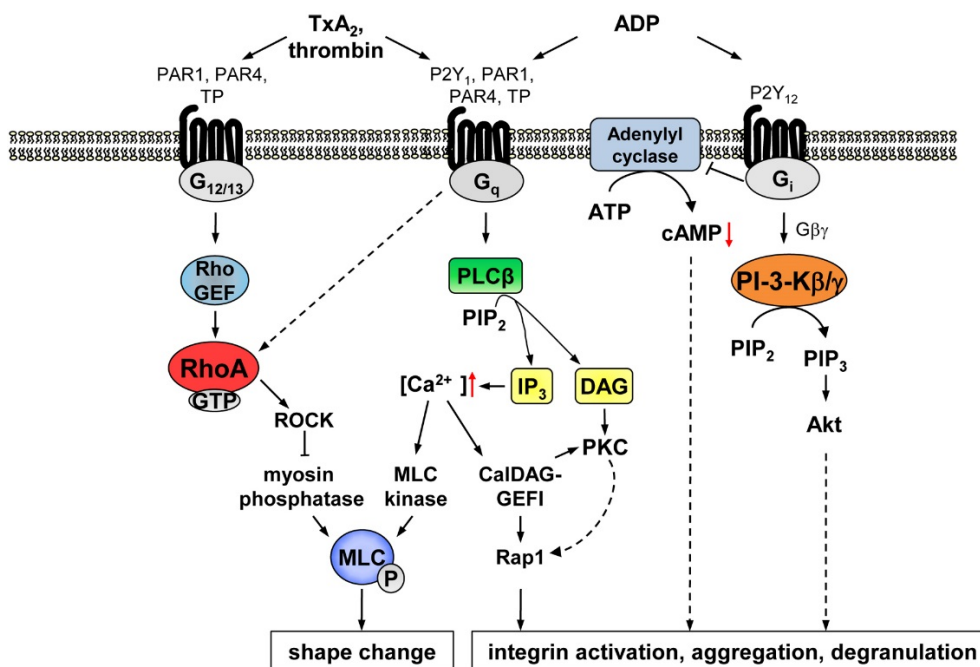 TxA₂,
thrombin
ADP
PAR1, PAR4,
TP
P2Y₁, PAR1,
PAR4, TP
P2Y₁₂
Adenylyl
cyclase
G₁₂/₁₃
Gq
Gi
ATP
cAMP
Gβγ
Rho
GEF
PLCβ
PI-3-Kβ/γ
PIP₂
PIP₂
PIP₃
RhoA
GTP
[Ca²⁺ ]
IP₃
DAG
ROCK
PKC
Akt
myosin
phosphatase
MLC
kinase
CalDAG-
GEFI
MLC
P
Rap1
shape change
integrin activation, aggregation, degranulation